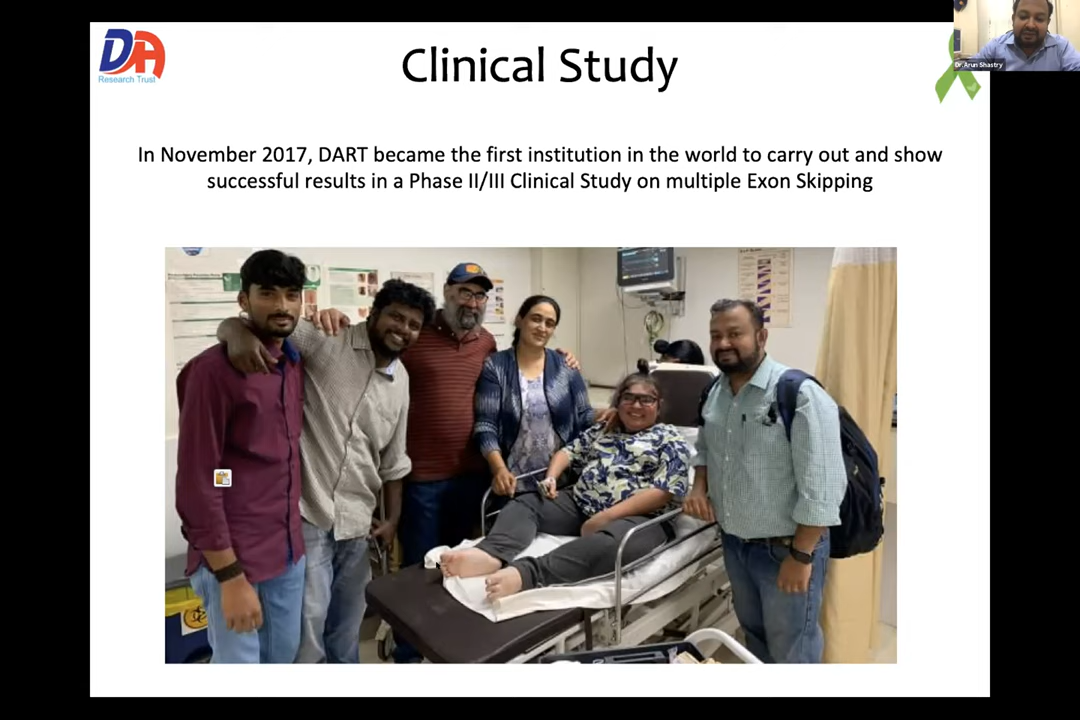 DA
Research Trust
Clinical Study
Dr.Arun Shastry
In November 2017, DART became the first institution in the world to carry out and show
successful results in a Phase II/III Clinical Study on multiple Exon Skipping